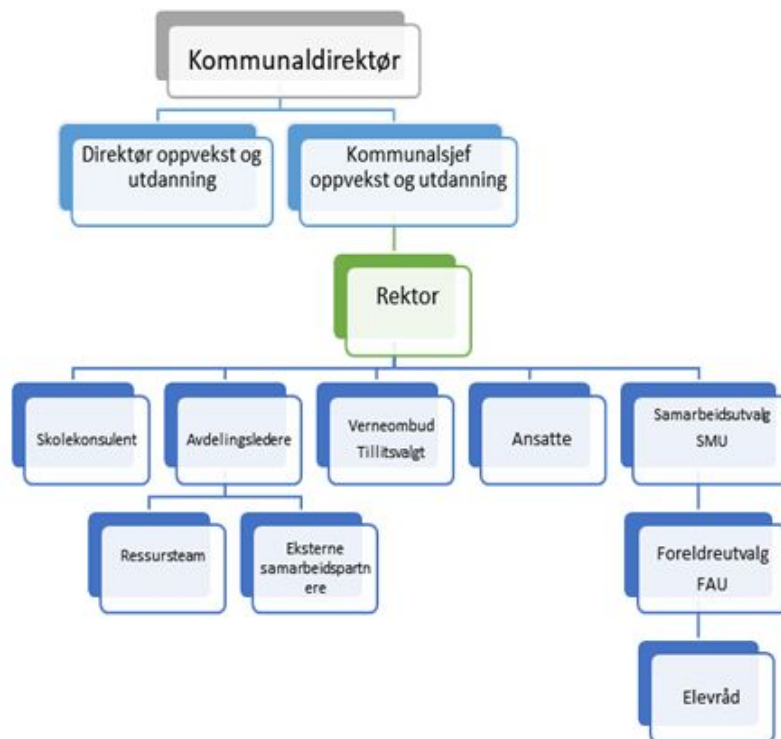 Kommunaldirektør
Direktør oppvekst og
utdanning
Kommunalsjef
oppvekst og utdanning
Rektor
Skolekonsulent
Avdelingsledere
Verneombud
Tillitsvalgt
Ansatte
Samarbeidsutvalg
SMU
Ressursteam
Eksterne
samarbeidspartn
ere
Foreldreutvalg
FAU
Elevråd